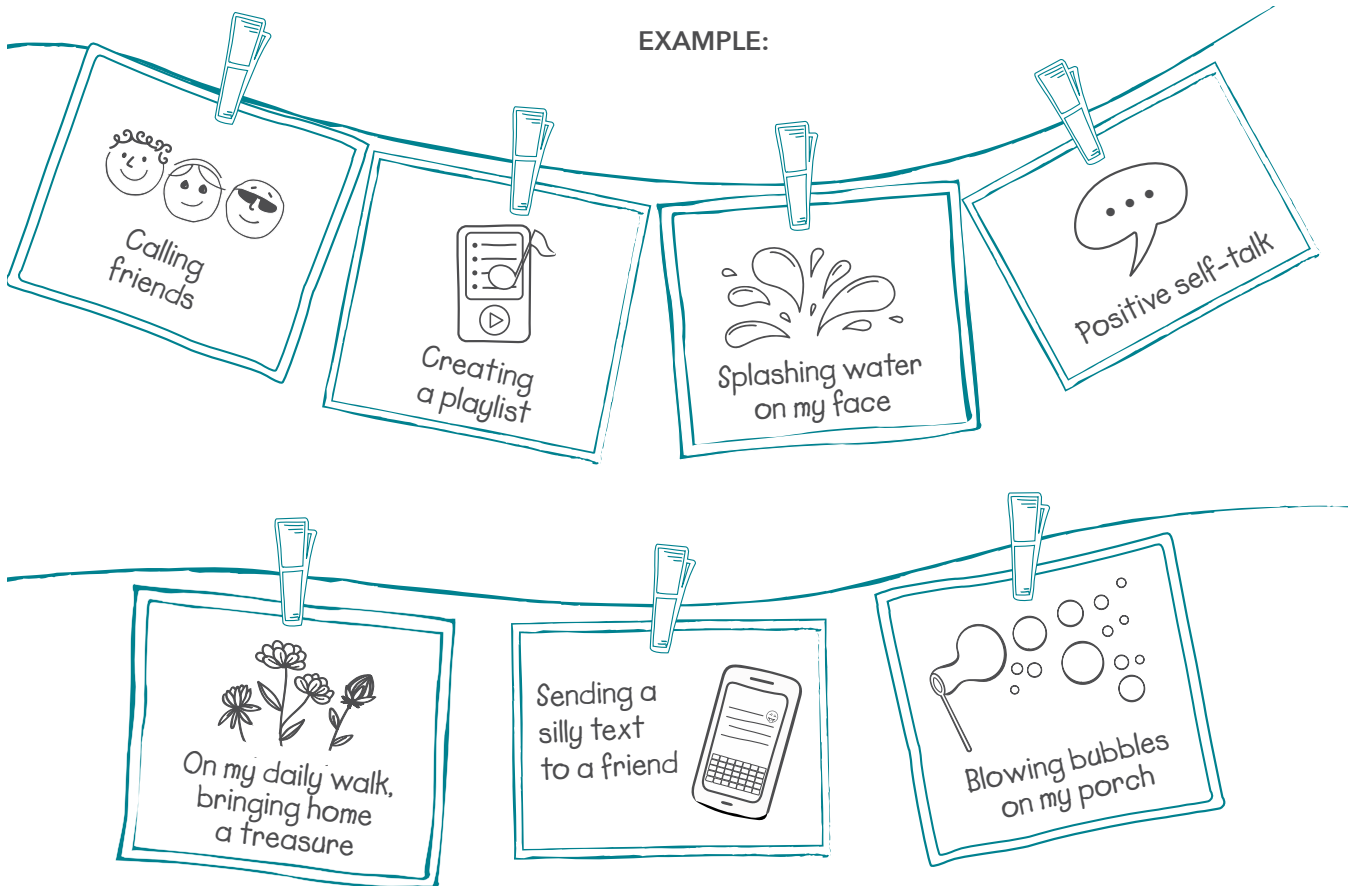 EXAMPLE:
Calling
friends
Creating
a playlist
Splashing water
on my face
Positive self-talk
On my daily walk,
bringing home
a treasure
Sending a
silly text
to a friend
Blowing bubbles
on my porch